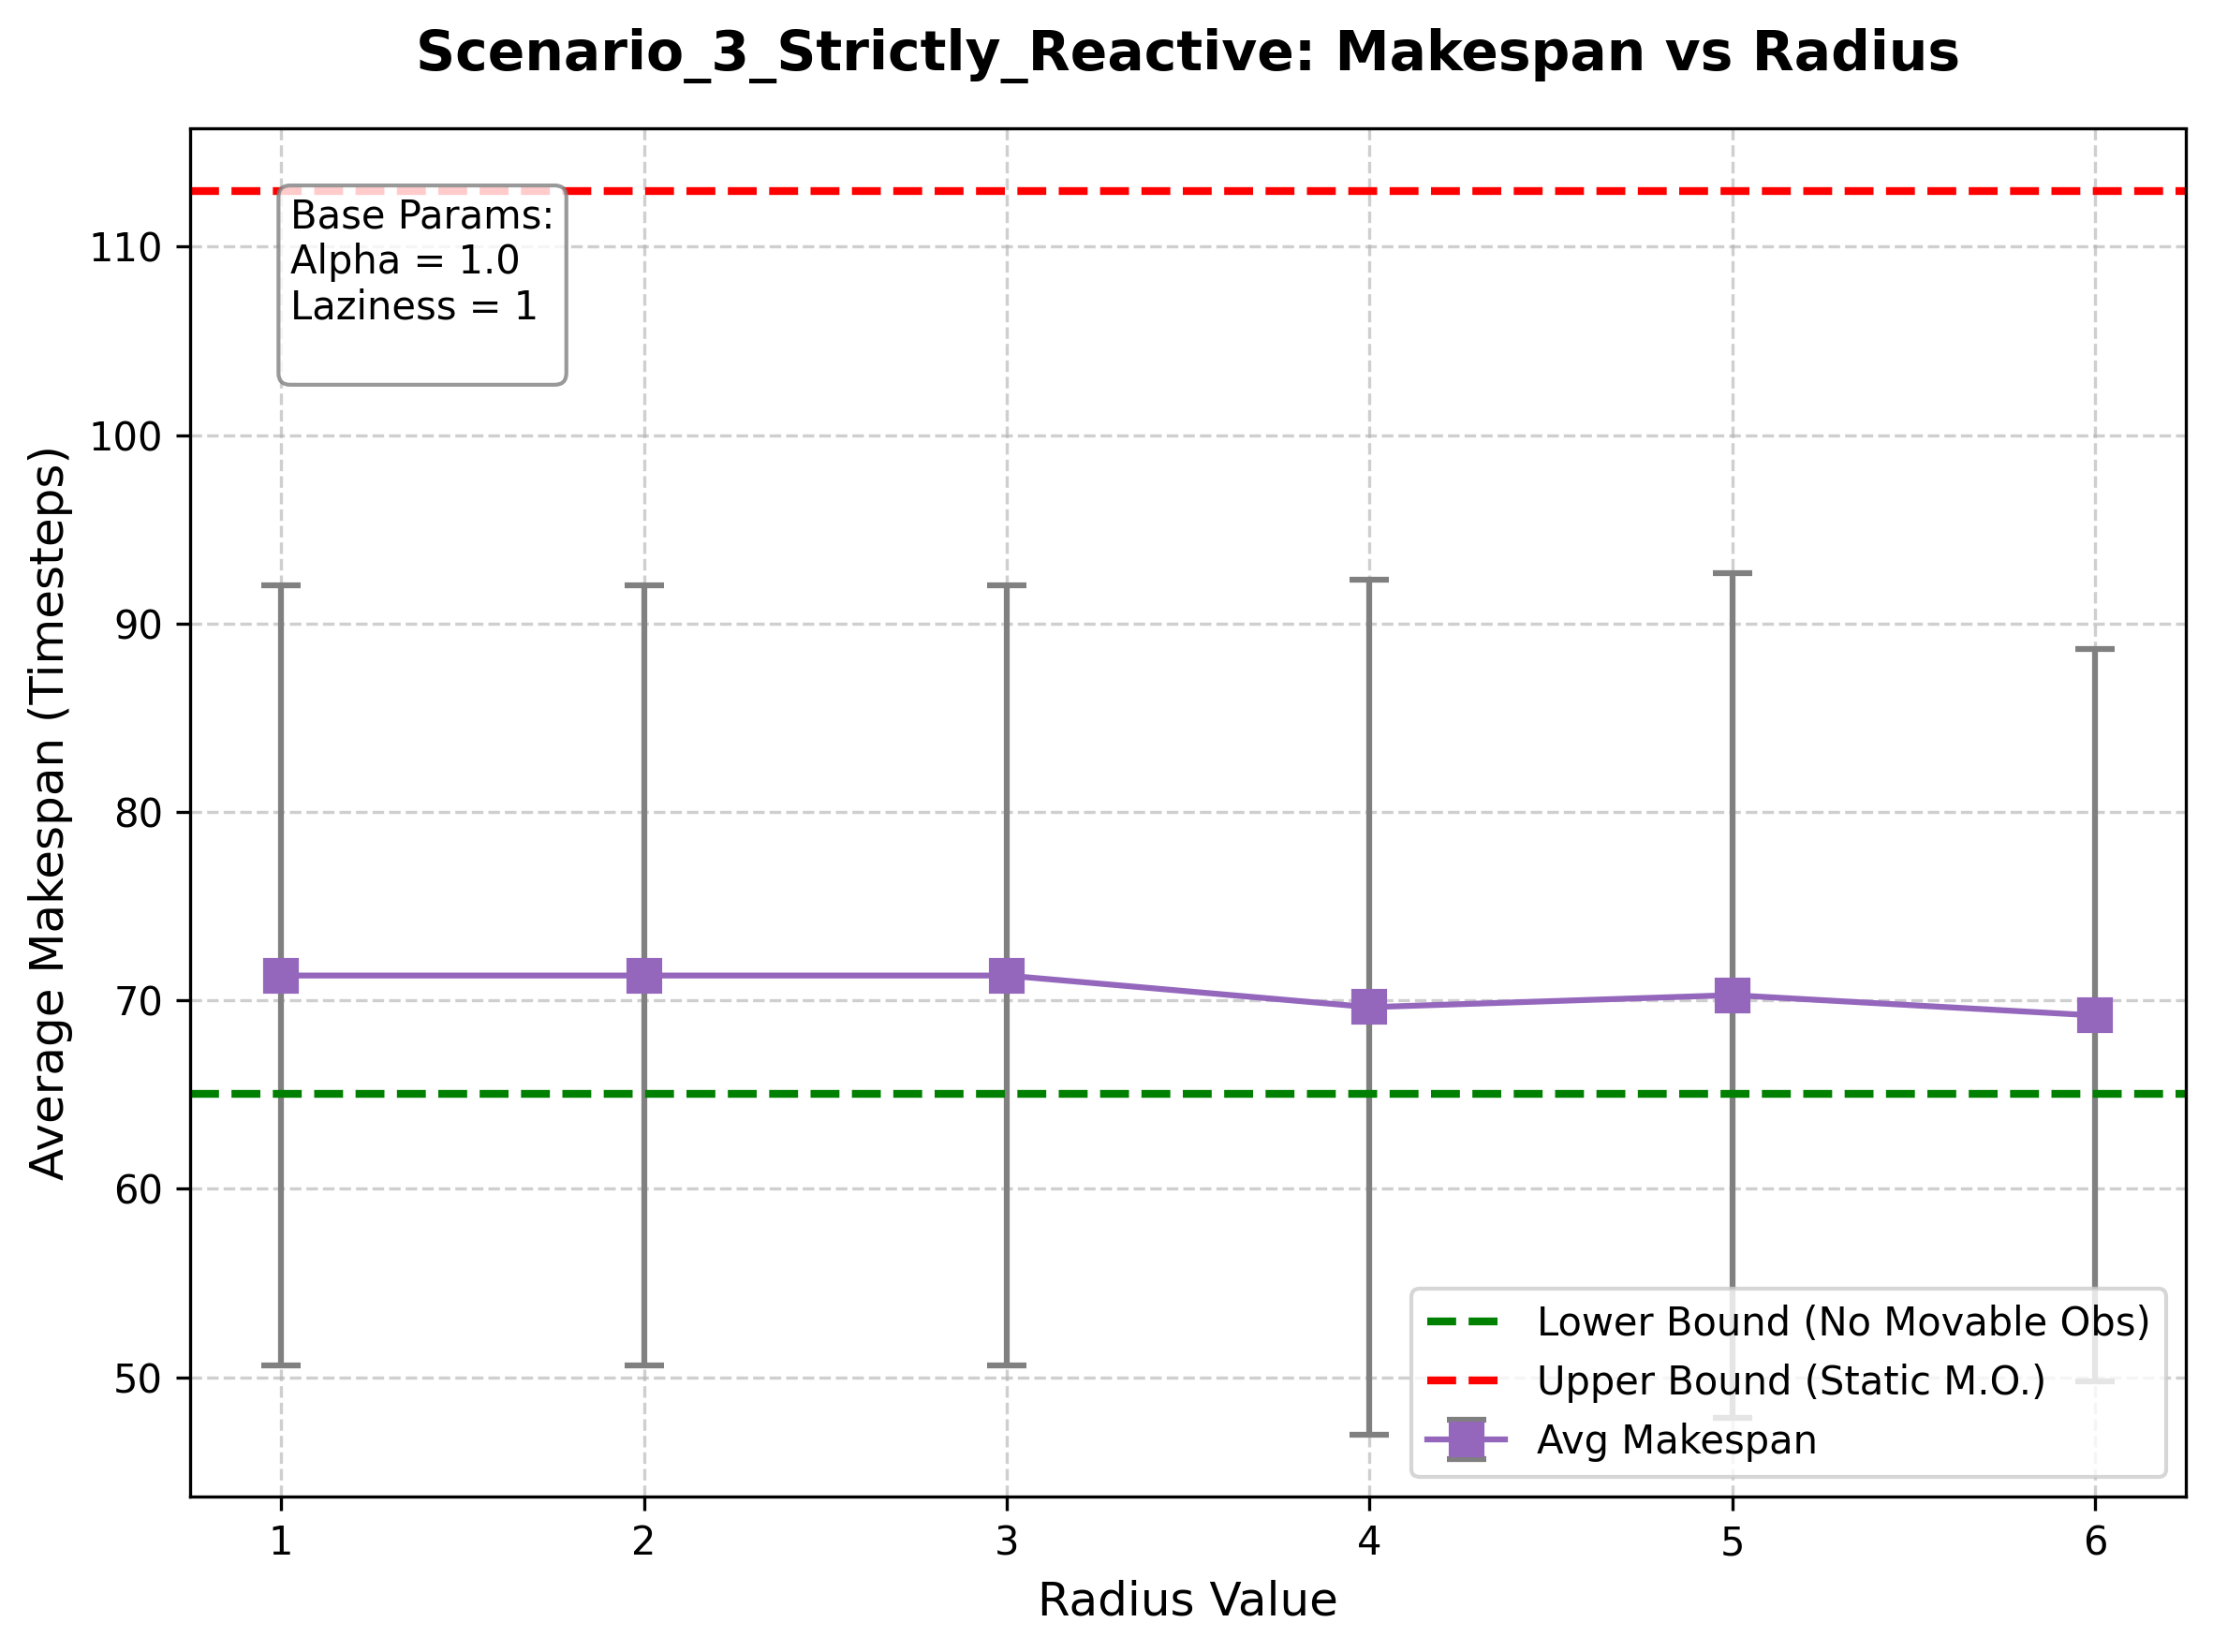 Scenario_3_Strictly_Reactive: Makespan vs Radius
Base Params:
Alpha = 1.0
Laziness = 1
Average Makespan (Timesteps)
110
100
90
80
70
60
50
Lower Bound (No Movable Obs)
Upper Bound (Static M.O.)
Avg Makespan
1 2 3 4 5 6
Radius Value